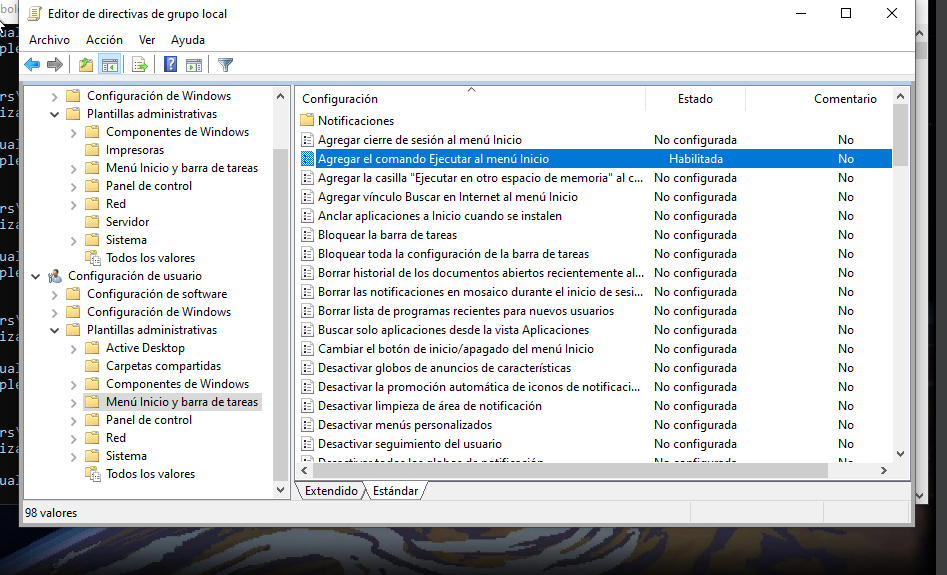 Editor de directivas de grupo local
Archivo Acción Ver Ayuda
Configuración de Windows
Plantillas administrativas
Componentes de Windows
Impresoras
Menú Inicio y barra de tareas
Panel de control
Red
Servidor
Sistema
Todos los valores
Configuración de usuario
Configuración de software
Configuración de Windows
Plantillas administrativas
Active Desktop
Carpetas compartidas
Componentes de Windows
Menú Inicio y barra de tareas
Panel de control
Red
Sistema
Todos los valores
Configuración Estado Comentario
Notificaciones
Agregar cierre de sesión al menú Inicio No configurada No
Agregar el comando Ejecutar al menú Inicio Habilitada No
Agregar la casilla "Ejecutar en otro espacio de memoria" al c... No configurada No
Agregar vínculo Buscar en Internet al menú Inicio No configurada No
Anclar aplicaciones a Inicio cuando se instalen No configurada No
Bloquear la barra de tareas No configurada No
Bloquear toda la configuración de la barra de tareas No configurada No
Borrar historial de los documentos abiertos recientemente al... No configurada No
Borrar las notificaciones en mosaico durante el inicio de sesi... No configurada No
Borrar lista de programas recientes para nuevos usuarios No configurada No
Buscar solo aplicaciones desde la vista Aplicaciones No configurada No
Cambiar el botón de inicio/apagado del menú Inicio No configurada No
Desactivar globos de anuncios de características No configurada No
Desactivar la promoción automática de iconos de notificaci... No configurada No
Desactivar limpieza de área de notificación No configurada No
Desactivar menús personalizados No configurada No
Desactivar seguimiento del usuario No configurada No
Desactivar todos los globos de notificación No configurada No
Extendido Estándar
98 valores